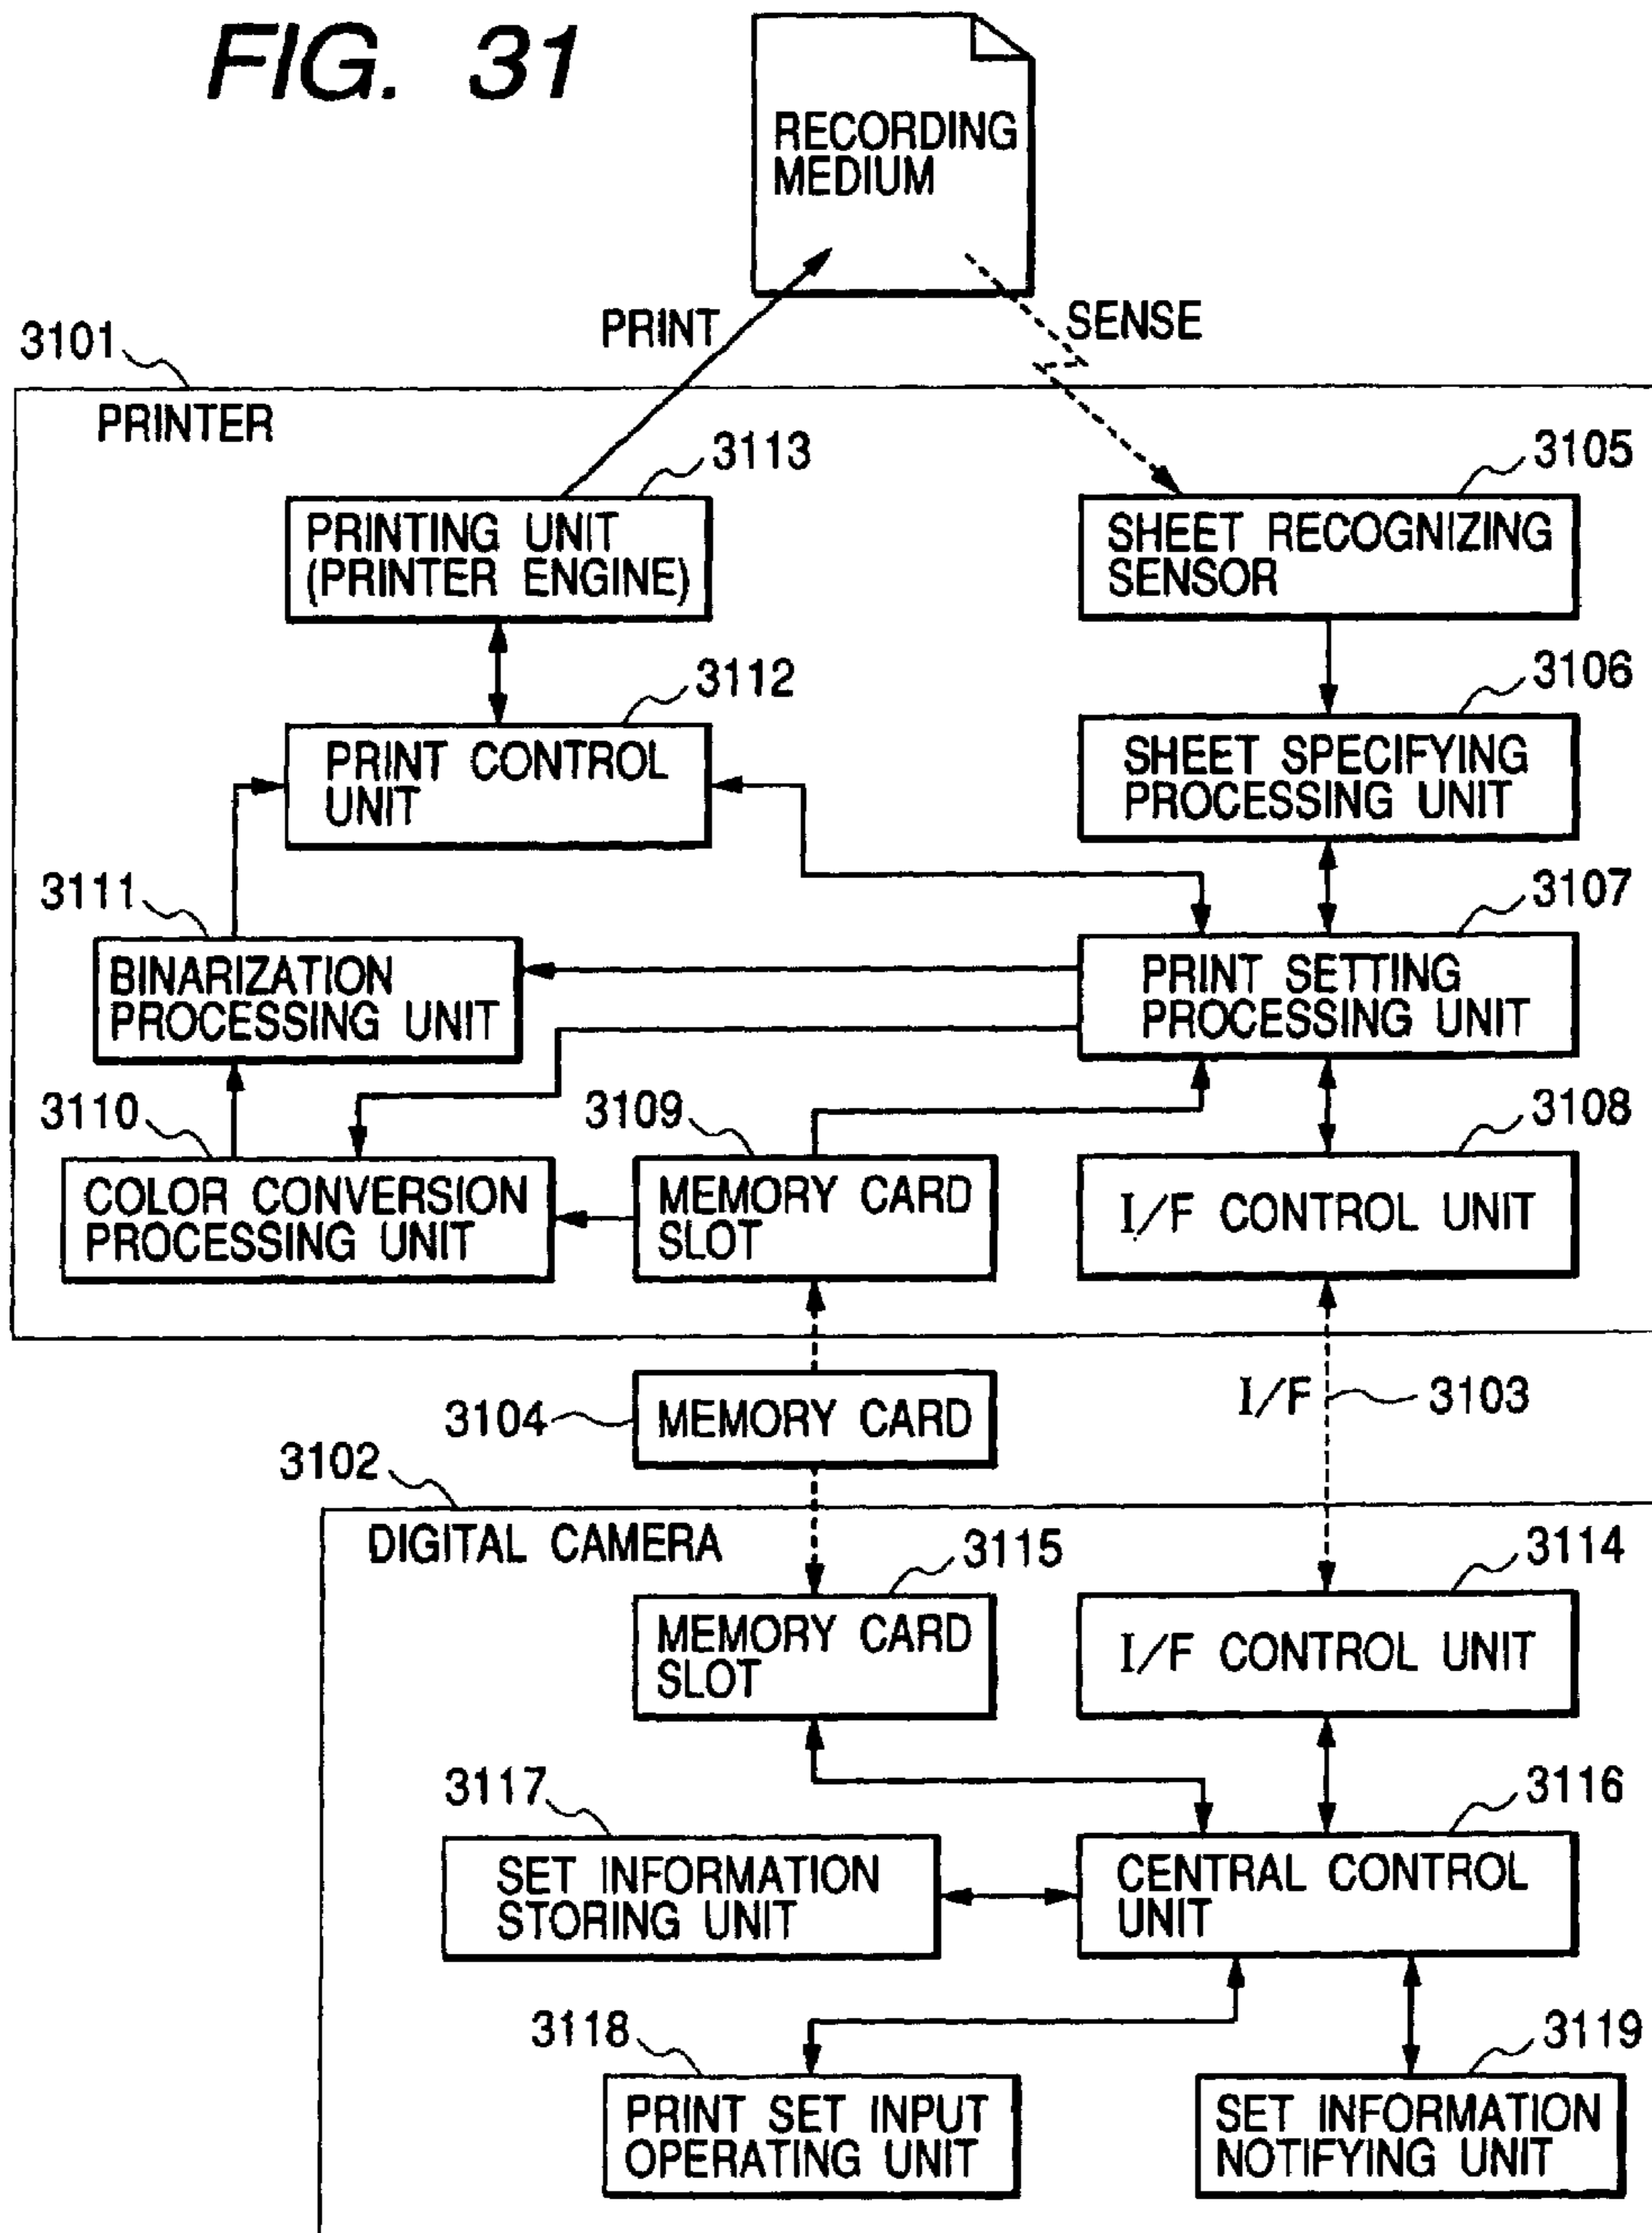 FIG. 31
RECORDING
MEDIUM
PRINT
SENSE
3101
PRINTER
3113
PRINTING UNIT
(PRINTER ENGINE)
3105
SHEET RECOGNIZING
SENSOR
3112
PRINT CONTROL
UNIT
3106
SHEET SPECIFYING
PROCESSING UNIT
3111
BINARIZATION
PROCESSING UNIT
3107
PRINT SETTING
PROCESSING UNIT
3110
COLOR CONVERSION
PROCESSING UNIT
3109
MEMORY CARD
SLOT
3108
I/F CONTROL UNIT
3104
MEMORY CARD
I/F
3103
3102
DIGITAL CAMERA
3115
MEMORY CARD
SLOT
3114
I/F CONTROL UNIT
3117
SET INFORMATION
STORING UNIT
3116
CENTRAL CONTROL
UNIT
3118
PRINT SET INPUT
OPERATING UNIT
3119
SET INFORMATION
NOTIFYING UNIT